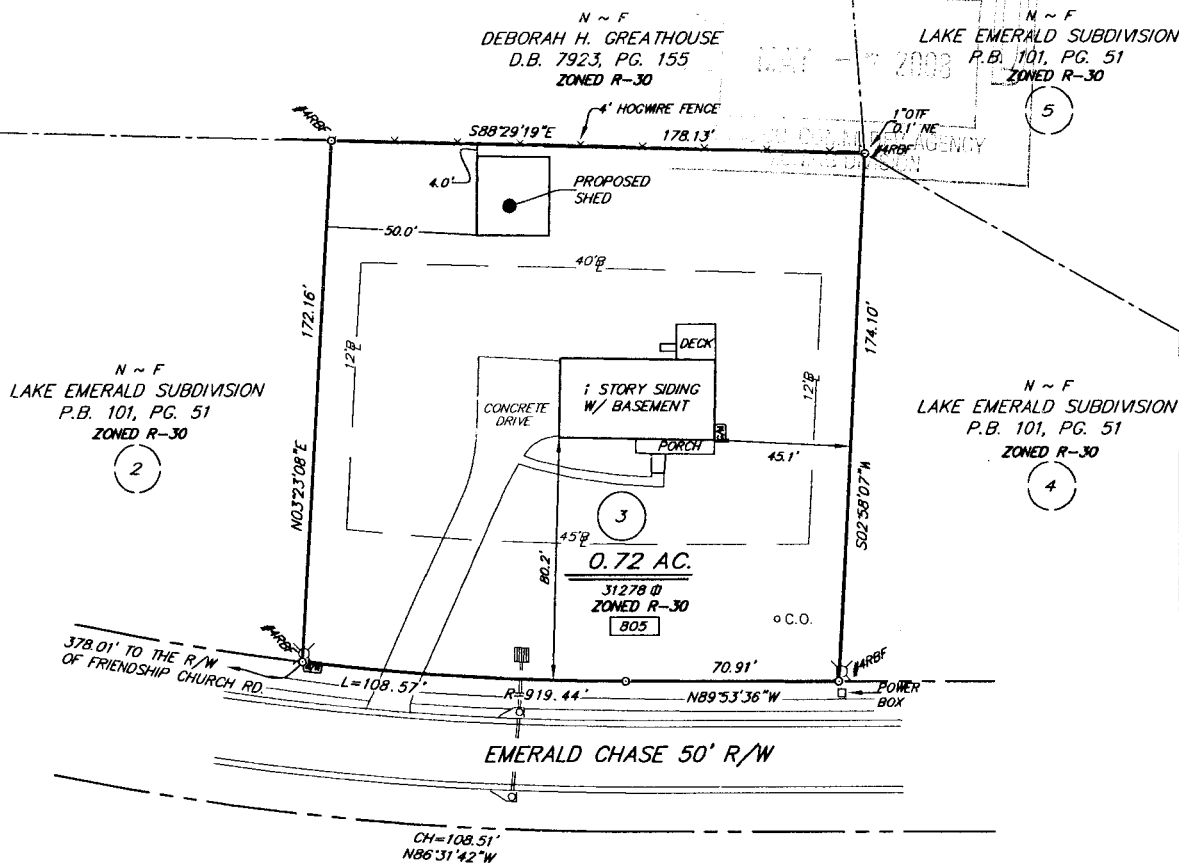 N ~ F
DEBORAH H. GREATHOUSE
D.B. 7923, PG. 155
ZONED R-30
N ~ F
LAKE EMERALD SUBDIVISION
P.B. 101, PG. 51
ZONED R-30
5
2008
AGENCY
#4RBF
S88°29'19"E
4' HOGWIRE FENCE
178.13'
1"OTF
0.1' NE
#4RBF
4.0'
PROPOSED
SHED
50.0'
40'BL
172.16'
N03°23'08"E
12'BL
DECK
1 STORY SIDING
W/ BASEMENT
CONCRETE
DRIVE
PORCH
12'BL
174.10'
S02°58'07"W
45.1'
N ~ F
LAKE EMERALD SUBDIVISION
P.B. 101, PG. 51
ZONED R-30
2
N ~ F
LAKE EMERALD SUBDIVISION
P.B. 101, PG. 51
ZONED R-30
4
3
45'BL
80.2'
0.72 AC.
31278
ZONED R-30
805
C.O.
#4RBF
378.01' TO THE R/W
OF FRIENDSHIP CHURCH RD.
L=108.57'
R=919.44'
70.91'
N89°53'36"W
#4RBF
POWER
BOX
EMERALD CHASE 50' R/W
CH=108.51'
N86°31'42"W